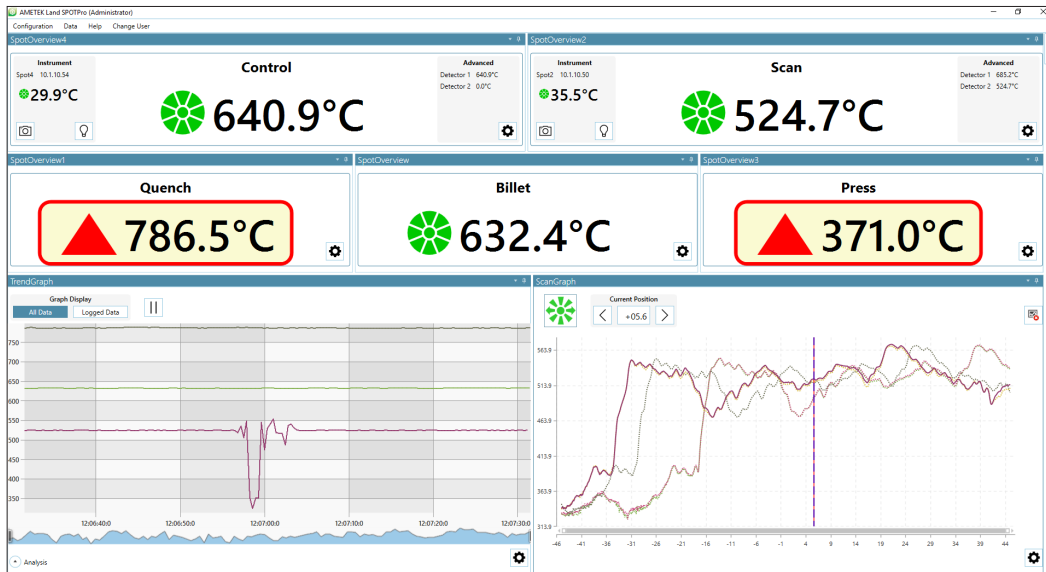 AMETEK Land SPOTPro (Administrator)
Configuration Data Help Change User
SpotOverview4
Instrument
Spot4 10.1.10.54
29.9°C
Control
640.9°C
Advanced
Detector 1 640.9°C
Detector 2 0.0°C
SpotOverview2
Instrument
Spot2 10.1.10.50
35.5°C
Scan
524.7°C
Advanced
Detector 1 685.2°C
Detector 2 524.7°C
SpotOverview1
Quench
786.5°C
SpotOverview
Billet
632.4°C
SpotOverview3
Press
371.0°C
TrendGraph
Graph Display
All Data Logged Data
750
700
650
600
550
500
450
400
350
12:06:40.0 12:06:50.0 12:07:00.0 12:07:10.0 12:07:20.0 12:07:30.0
Analysis
ScanGraph
Current Position
+05.6
563.9
513.9
463.9
413.9
363.9
313.9
-46 -41 -36 -31 -26 -21 -16 -11 -6 -1 4 9 14 19 24 29 34 39 44